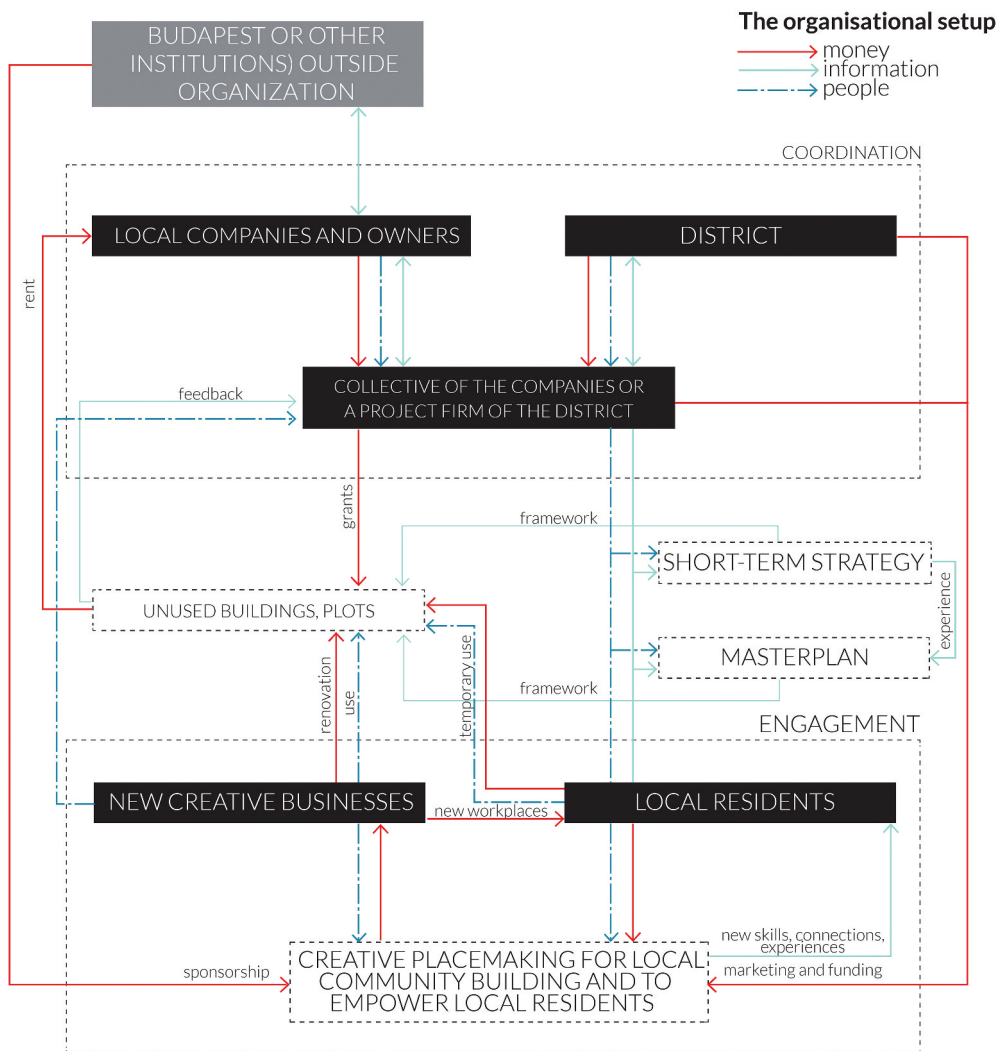 The organisational setup
money
information
people
BUDAPEST OR OTHER
INSTITUTIONS) OUTSIDE
ORGANIZATION
COORDINATION
LOCAL COMPANIES AND OWNERS
DISTRICT
rent
COLLECTIVE OF THE COMPANIES OR
A PROJECT FIRM OF THE DISTRICT
feedback
grants
framework
SHORT-TERM STRATEGY
experience
UNUSED BUILDINGS, PLOTS
MASTERPLAN
framework
renovation
use
temporary use
ENGAGEMENT
NEW CREATIVE BUSINESSES
new workplaces
LOCAL RESIDENTS
new skills, connections,
experiences
marketing and funding
sponsorship
CREATIVE PLACEMAKING FOR LOCAL
COMMUNITY BUILDING AND TO
EMPOWER LOCAL RESIDENTS